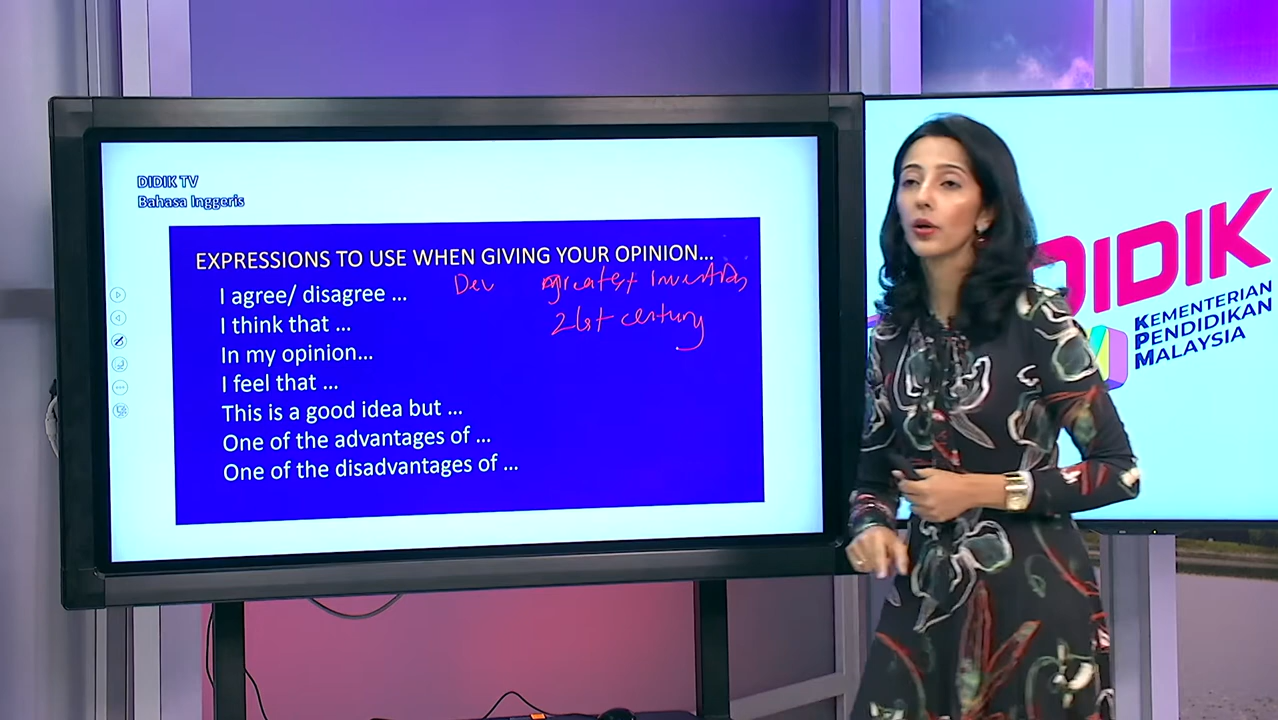 DIDIK TV
Bahasa Inggeris
EXPRESSIONS TO USE WHEN GIVING YOUR OPINION...
I agree/ disagree ...
Dev greatest invention
I think that ...
21st century
In my opinion...
I feel that ...
This is a good idea but ...
One of the advantages of ...
One of the disadvantages of ...
DIDIK
KEMENTERIAN
PENDIDIKAN
MALAYSIA